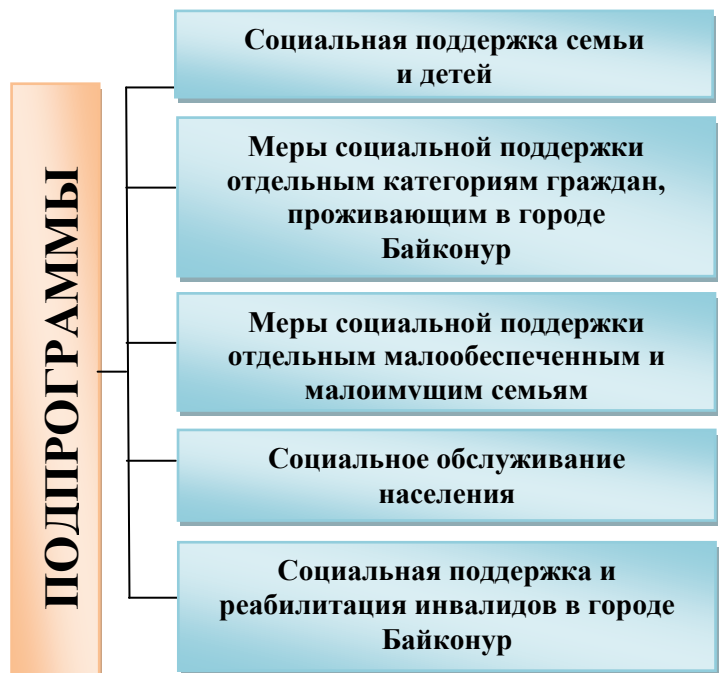 ПОДПРОГРАММЫ
Социальная поддержка семьи
и детей
Меры социальной поддержки
отдельным категориям граждан,
проживающим в городе
Байконур
Меры социальной поддержки
отдельным малообеспеченным и
малоимущим семьям
Социальное обслуживание
населения
Социальная поддержка и
реабилитация инвалидов в городе
Байконур